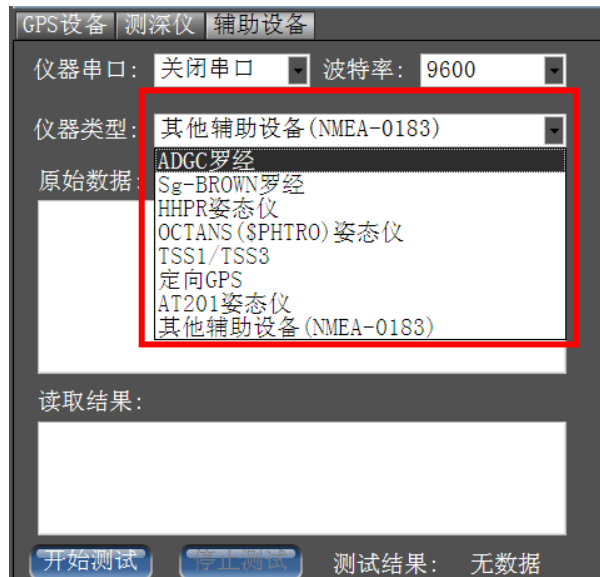 GPS设备 测深仪 辅助设备
仪器串口: 关闭串口 波特率: 9600
仪器类型: 其他辅助设备(NMEA-0183)
原始数据:
ADGC罗经
Sg-BROWN罗经
HHPR姿态仪
OCTANS($PHTRO)姿态仪
TSS1/TSS3
定向GPS
AT201姿态仪
其他辅助设备(NMEA-0183)
读取结果:
开始测试 停止测试 测试结果: 无数据